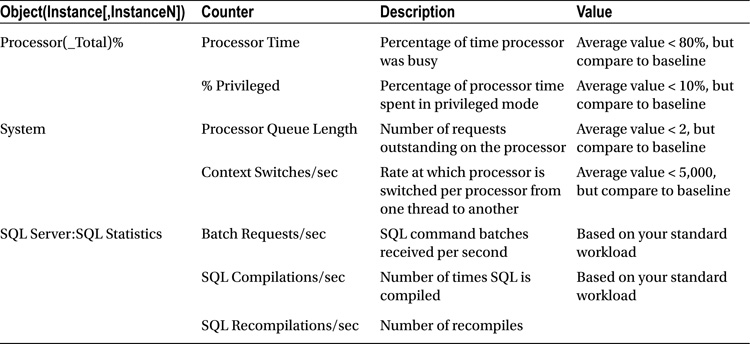 Object(Instance[,InstanceN]) Counter Description Value
Processor(_Total)% Processor Time Percentage of time processor Average value < 80%, but
was busy compare to baseline
% Privileged Percentage of processor time Average value < 10%, but
spent in privileged mode compare to baseline
System Processor Queue Length Number of requests Average value < 2, but
outstanding on the processor compare to baseline
Context Switches/sec Rate at which processor is Average value < 5,000,
switched per processor from but compare to baseline
one thread to another
SQL Server:SQL Statistics Batch Requests/sec SQL command batches Based on your standard
received per second workload
SQL Compilations/sec Number of times SQL is Based on your standard
compiled workload
SQL Recompilations/sec Number of recompiles